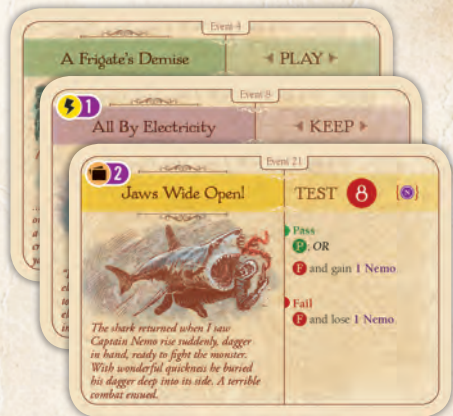 Event 4
A Frigate's Demise
PLAY
Event 8
1
All By Electricity
KEEP
Event 21
2
Jaws Wide Open!
TEST 8 {N}
Pass
P; OR
F and gain 1 Nemo.
Fail
F and lose 1 Nemo.
The shark returned when I saw
Captain Nemo rise suddenly, dagger
in hand, ready to fight the monster.
With wonderful quickness he buried
his dagger deep into its side. A terrible
combat ensued.